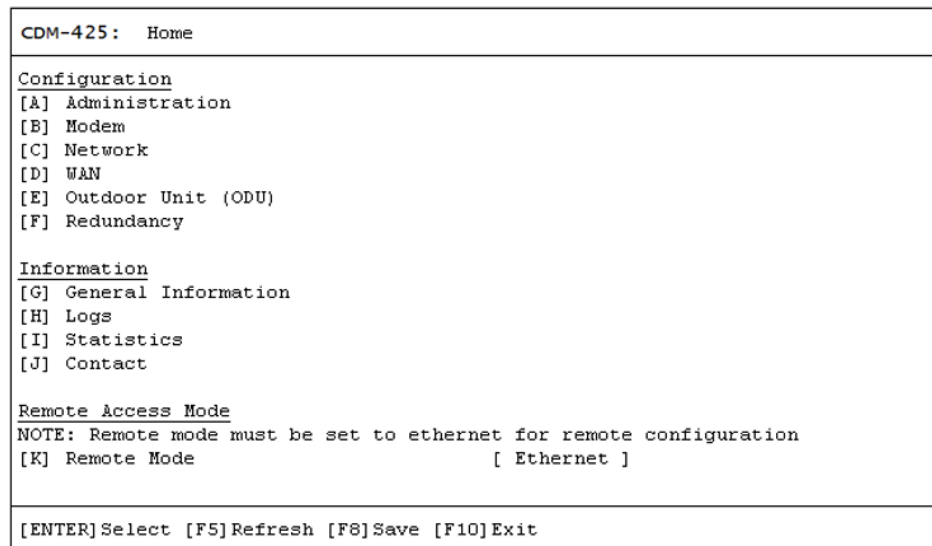 CDM-425: Home
Configuration
[A] Administration
[B] Modem
[C] Network
[D] WAN
[E] Outdoor Unit (ODU)
[F] Redundancy
Information
[G] General Information
[H] Logs
[I] Statistics
[J] Contact
Remote Access Mode
NOTE: Remote mode must be set to ethernet for remote configuration
[K] Remote Mode [ Ethernet ]
[ENTER]Select [F5]Refresh [F8]Save [F10]Exit